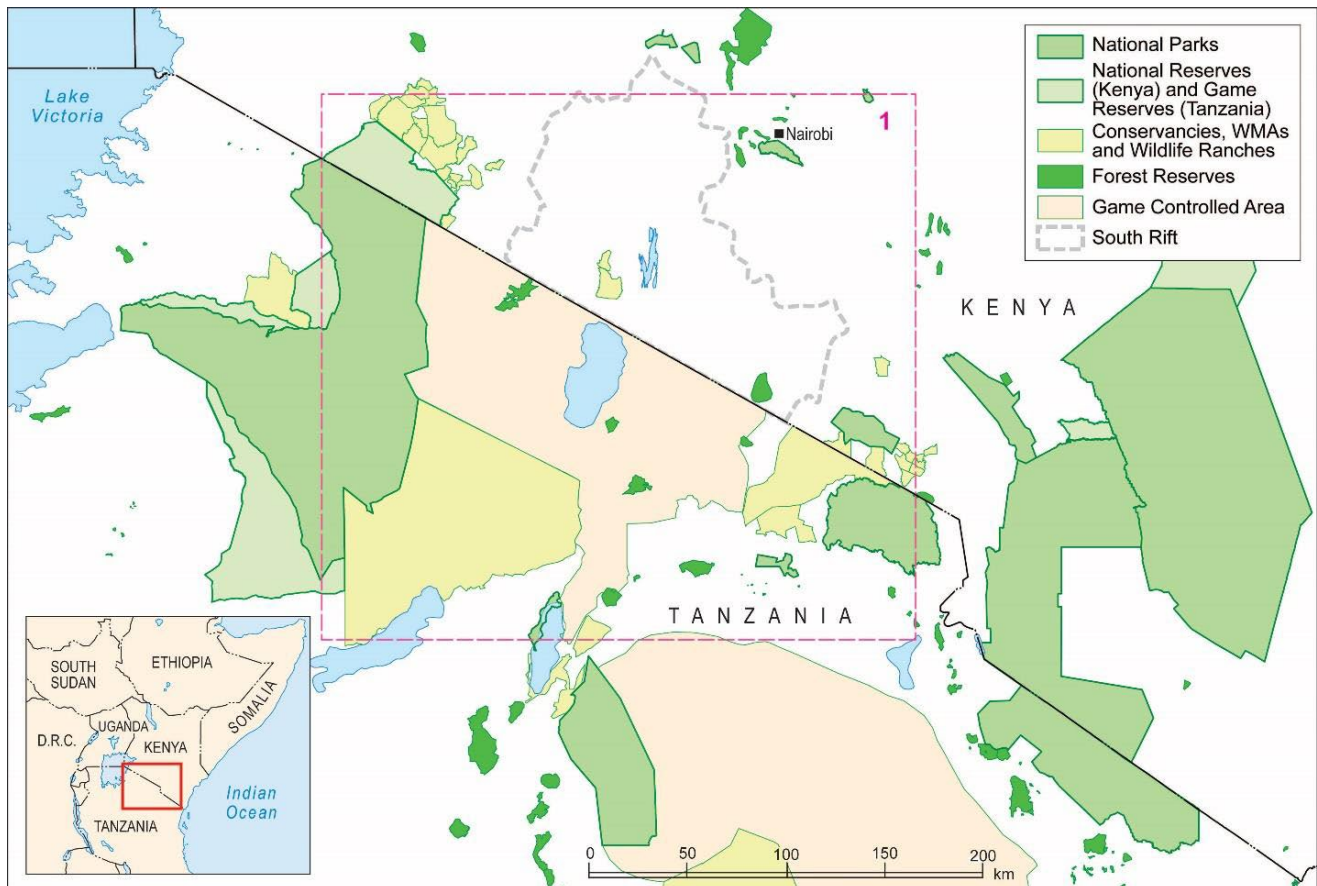 Lake
Victoria
1
Nairobi
National Parks
National Reserves
(Kenya) and Game
Reserves (Tanzania)
Conservancies, WMAs
and Wildlife Ranches
Forest Reserves
Game Controlled Area
South Rift
KENYA
TANZANIA
SOUTH
SUDAN
ETHIOPIA
SOMALIA
UGANDA
D.R.C.
KENYA
Indian
Ocean
TANZANIA
0 50 100 150 200
km